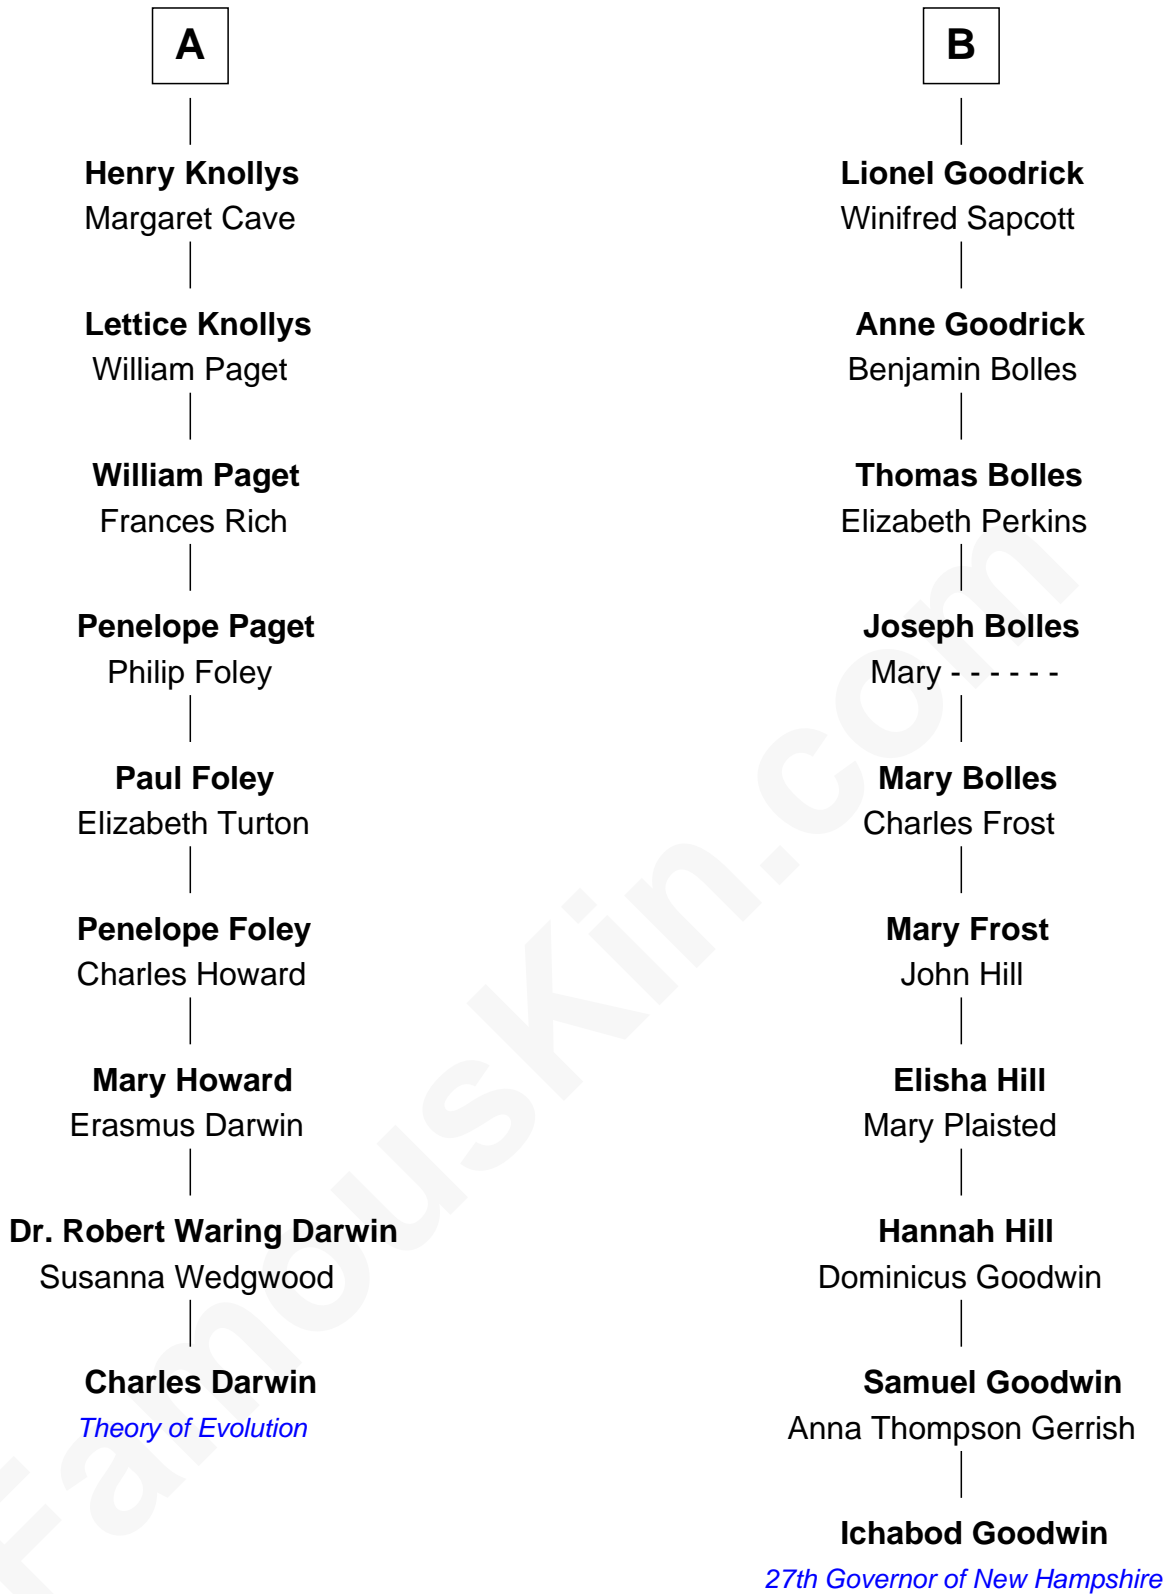 A
Henry Knollys
Margaret Cave
Lettice Knollys
William Paget
William Paget
Frances Rich
Penelope Paget
Philip Foley
Paul Foley
Elizabeth Turton
Penelope Foley
Charles Howard
Mary Howard
Erasmus Darwin
Dr. Robert Waring Darwin
Susanna Wedgwood
Charles Darwin
Theory of Evolution
B
Lionel Goodrick
Winifred Sapcott
Anne Goodrick
Benjamin Bolles
Thomas Bolles
Elizabeth Perkins
Joseph Bolles
Mary - - - - - -
Mary Bolles
Charles Frost
Mary Frost
John Hill
Elisha Hill
Mary Plaisted
Hannah Hill
Dominicus Goodwin
Samuel Goodwin
Anna Thompson Gerrish
Ichabod Goodwin
27th Governor of New Hampshire
FamousKin.com